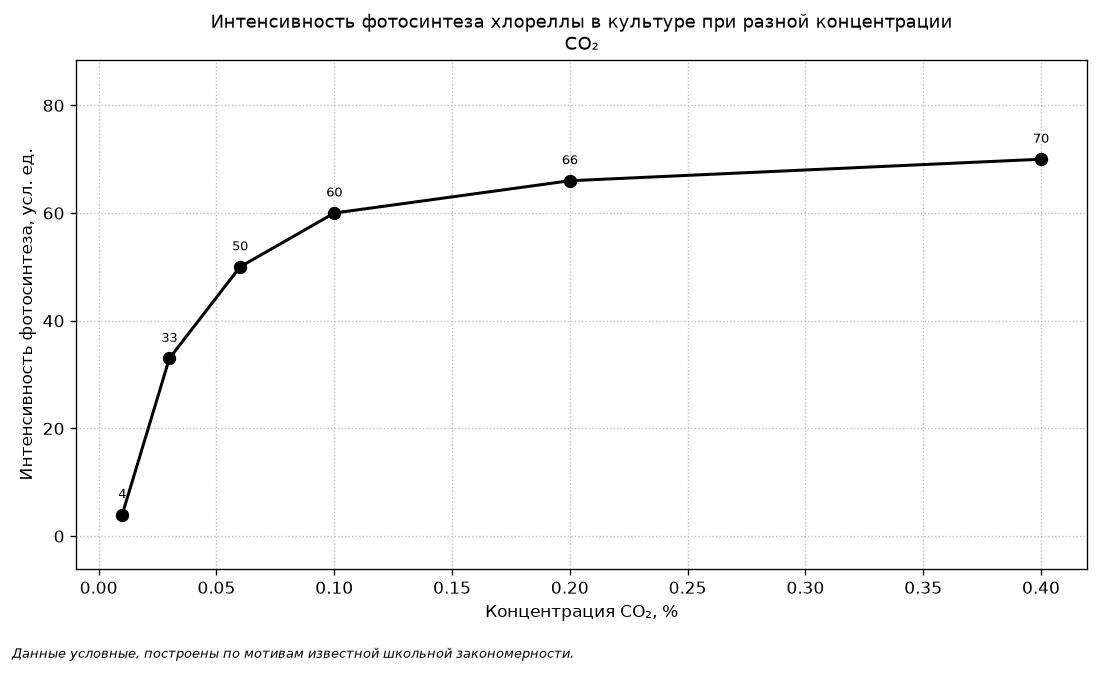 Интенсивность фотосинтеза хлореллы в культуре при разной концентрации
CO₂
Интенсивность фотосинтеза, усл. ед.
80
60
40
20
0
4
33
50
60
66
70
0.00 0.05 0.10 0.15 0.20 0.25 0.30 0.35 0.40
Концентрация CO₂, %
Данные условные, построены по мотивам известной школьной закономерности.